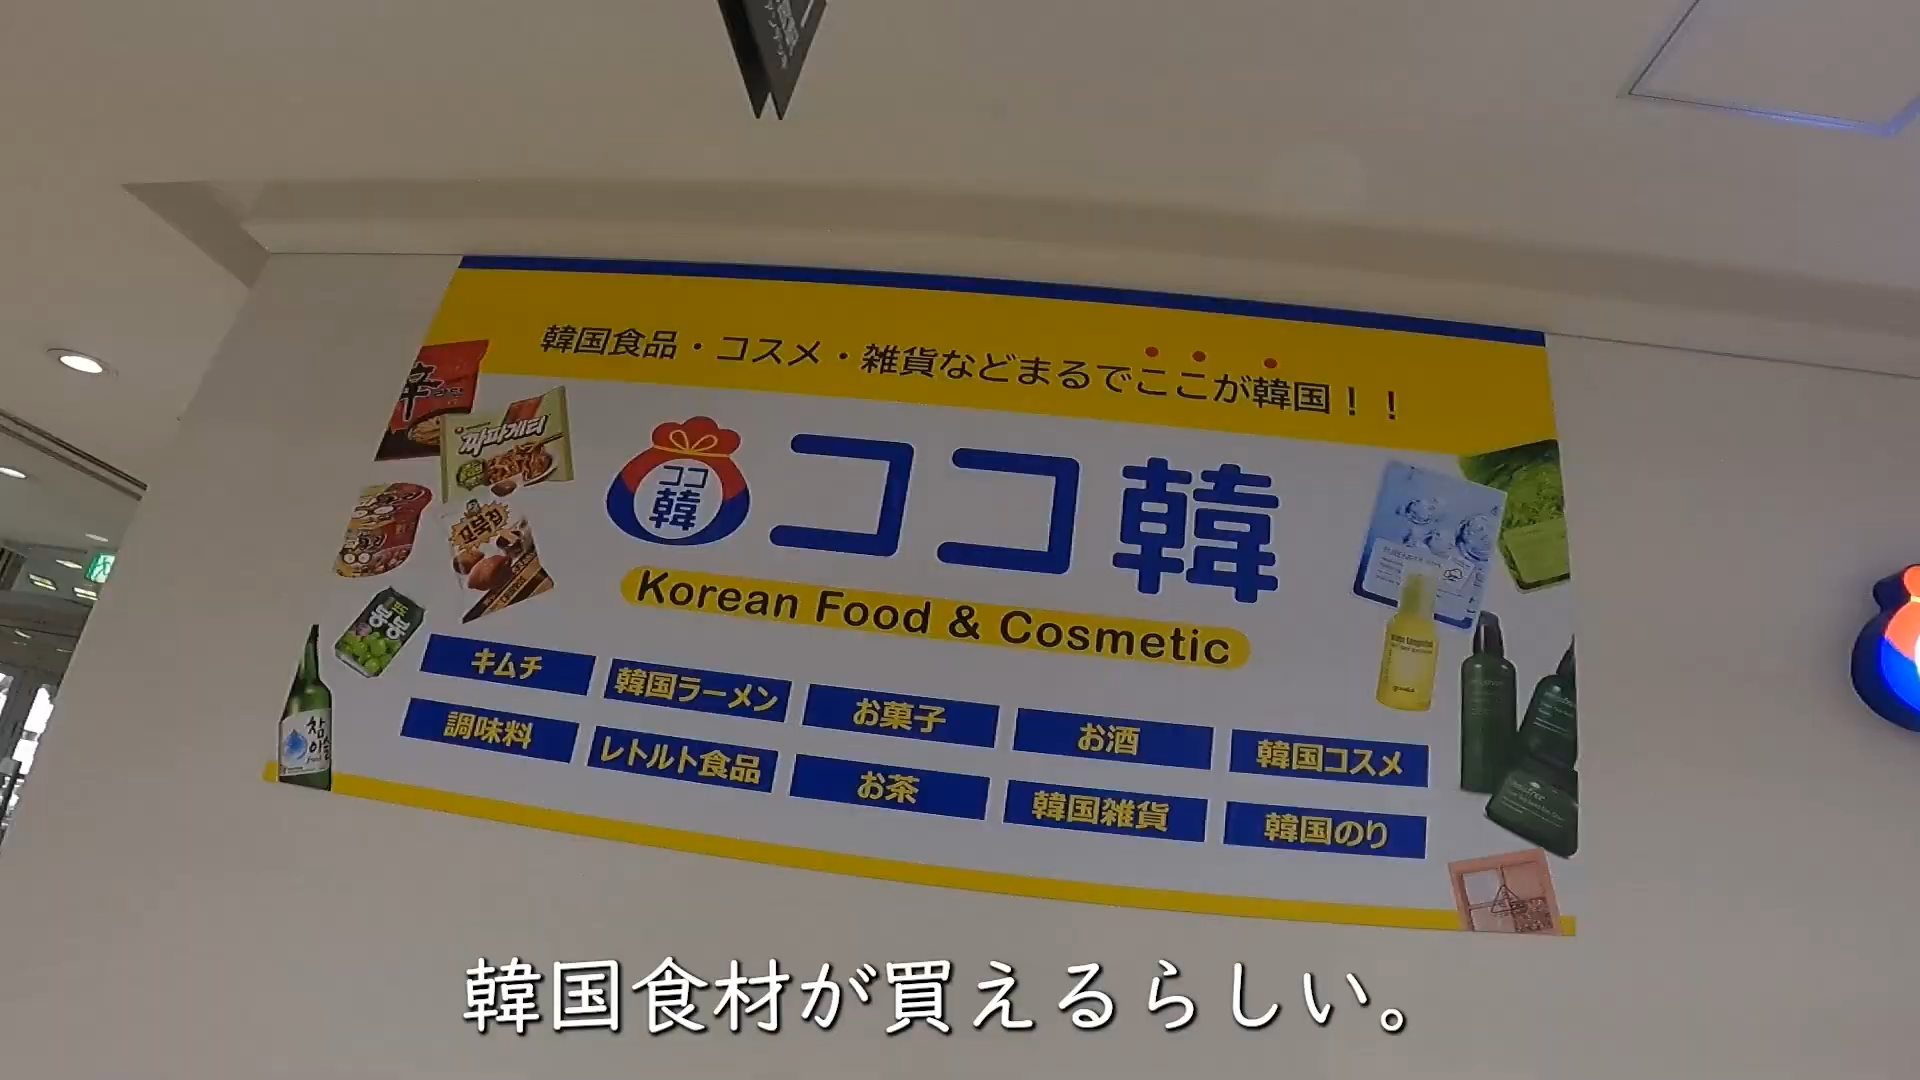 韓国食品・コスメ・雑貨などまるでここが韓国！！
辛
짜파게티
꼬북칩
봉봉
참이슬
ココ韓
ココ韓
Korean Food & Cosmetic
キムチ
韓国ラーメン
お菓子
お酒
韓国コスメ
調味料
レトルト食品
お茶
韓国雑貨
韓国のり
innisfree
韓国食材が買えるらしい。